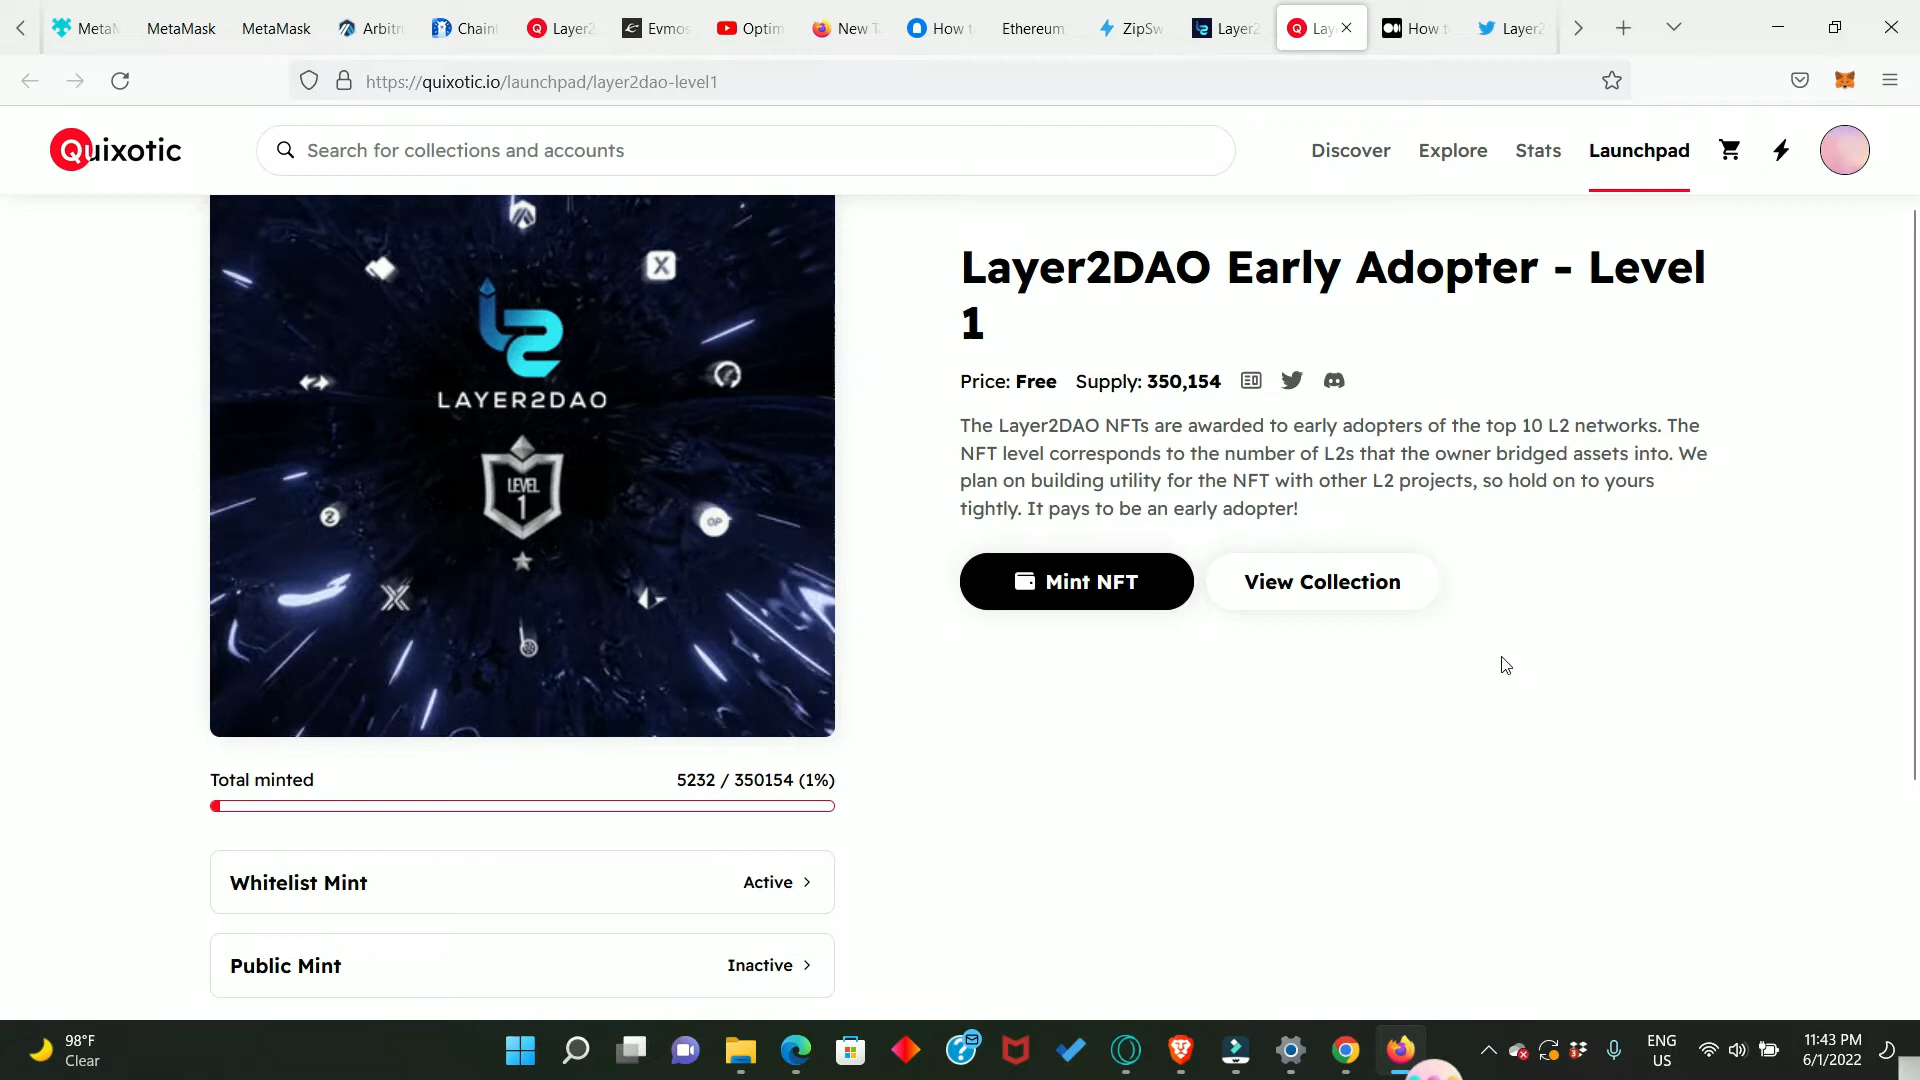 MetaM
MetaMask
MetaMask
Arbitr
Chain
Layer2
Evmos
Optim
New T
How t
Ethereum
ZipSw
Layer2
Lay
How t
Layer2
https://quixotic.io/launchpad/layer2dao-level1
Quixotic
Search for collections and accounts
Discover
Explore
Stats
Launchpad
LAYER2DAO
LEVEL
1
OP
Layer2DAO Early Adopter - Level
1
Price: Free Supply: 350,154
The Layer2DAO NFTs are awarded to early adopters of the top 10 L2 networks. The
NFT level corresponds to the number of L2s that the owner bridged assets into. We
plan on building utility for the NFT with other L2 projects, so hold on to yours
tightly. It pays to be an early adopter!
Mint NFT
View Collection
Total minted
5232 / 350154 (1%)
Whitelist Mint
Active
Public Mint
Inactive
98°F
Clear
ENG
US
11:43 PM
6/1/2022